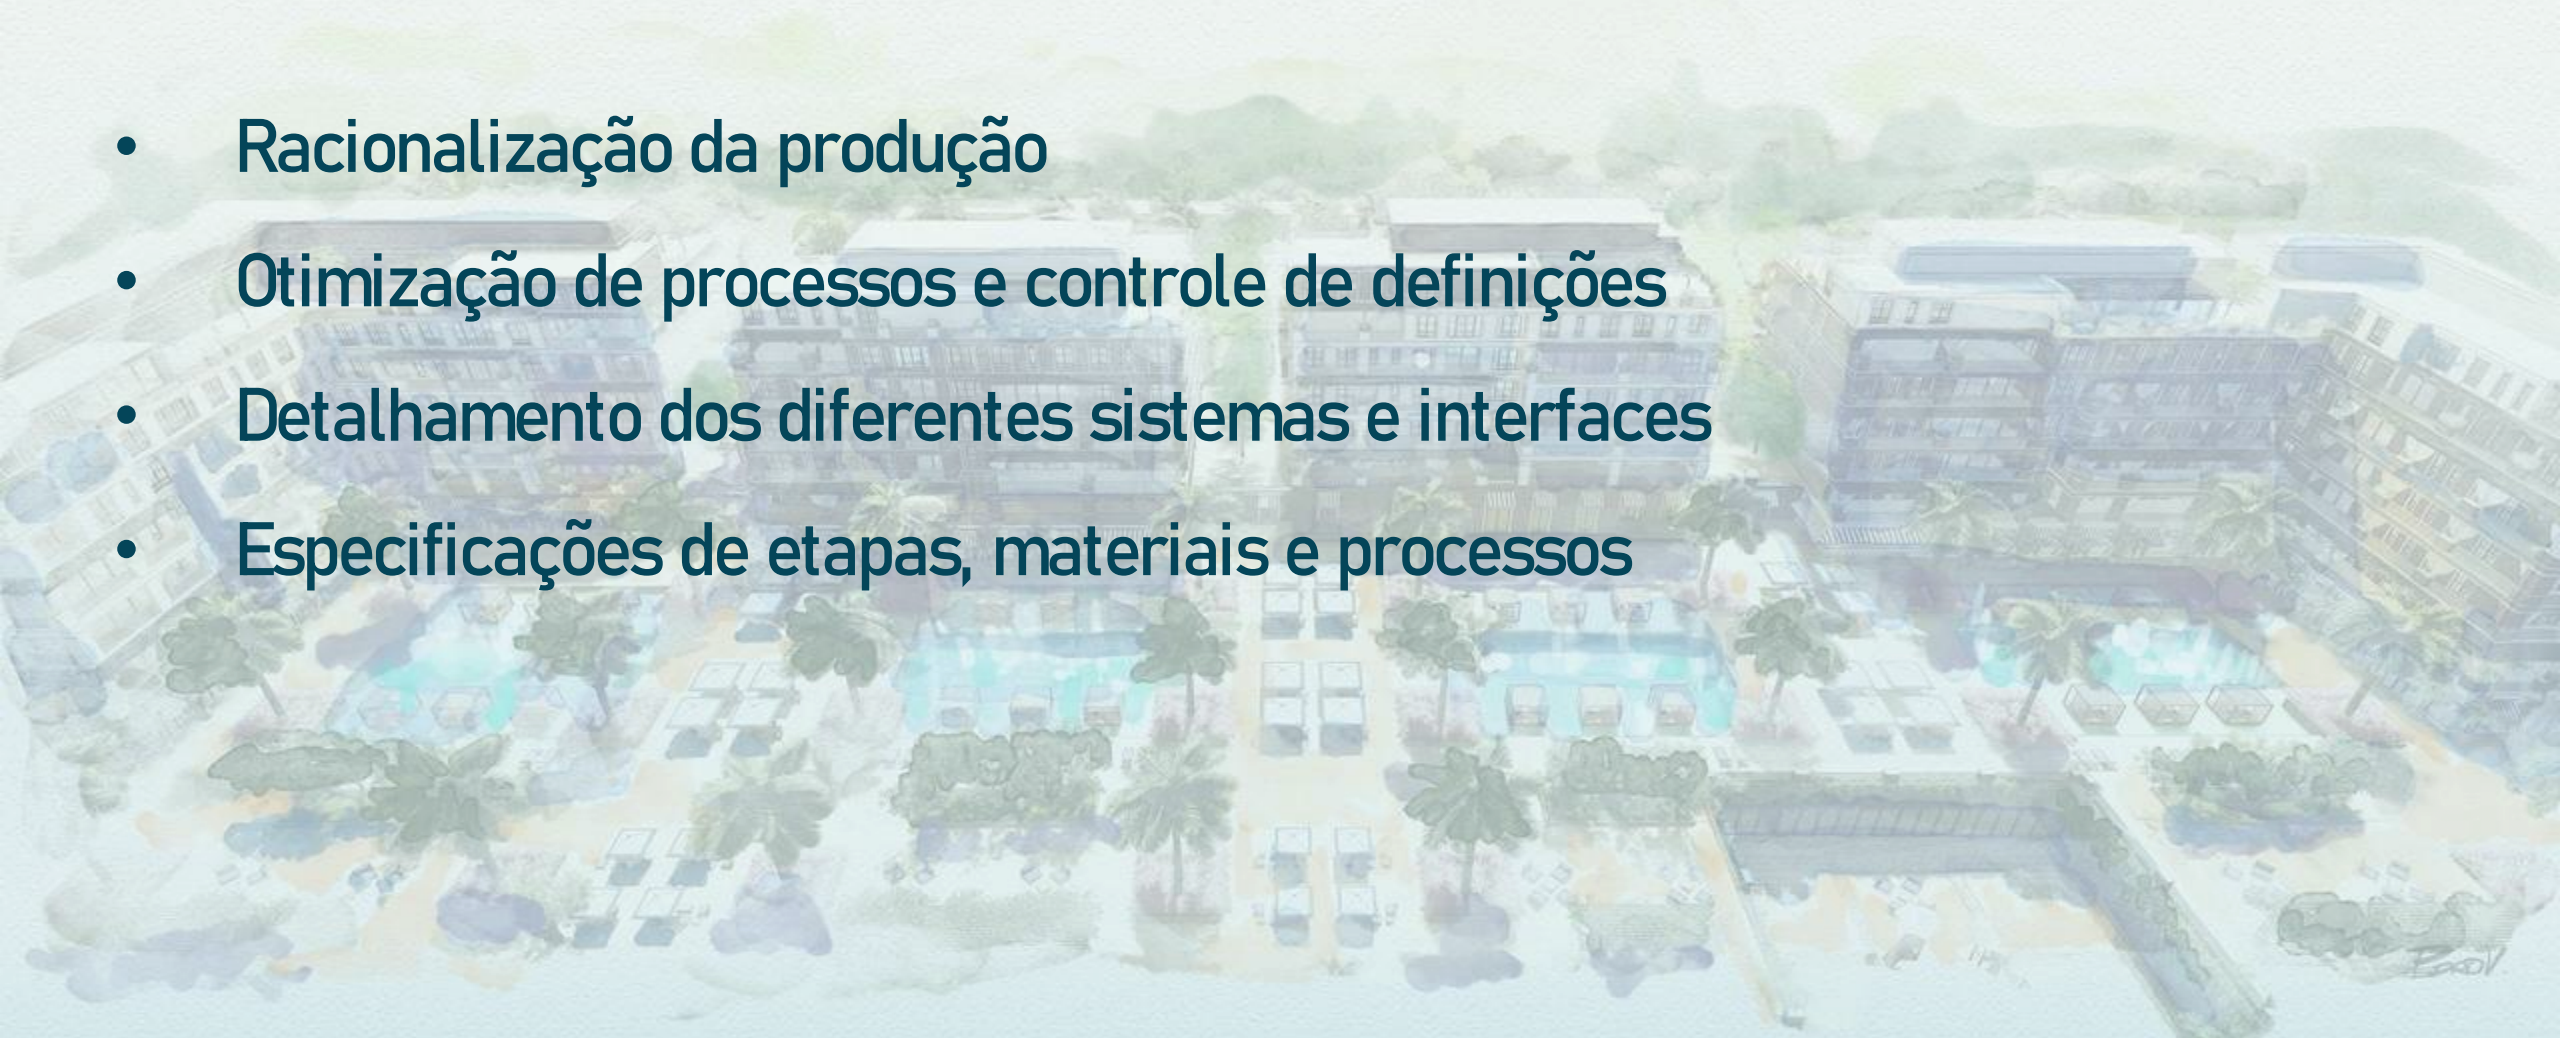 • Racionalização da produção
• Otimização de processos e controle de definições
• Detalhamento dos diferentes sistemas e interfaces
• Especificações de etapas, materiais e processos